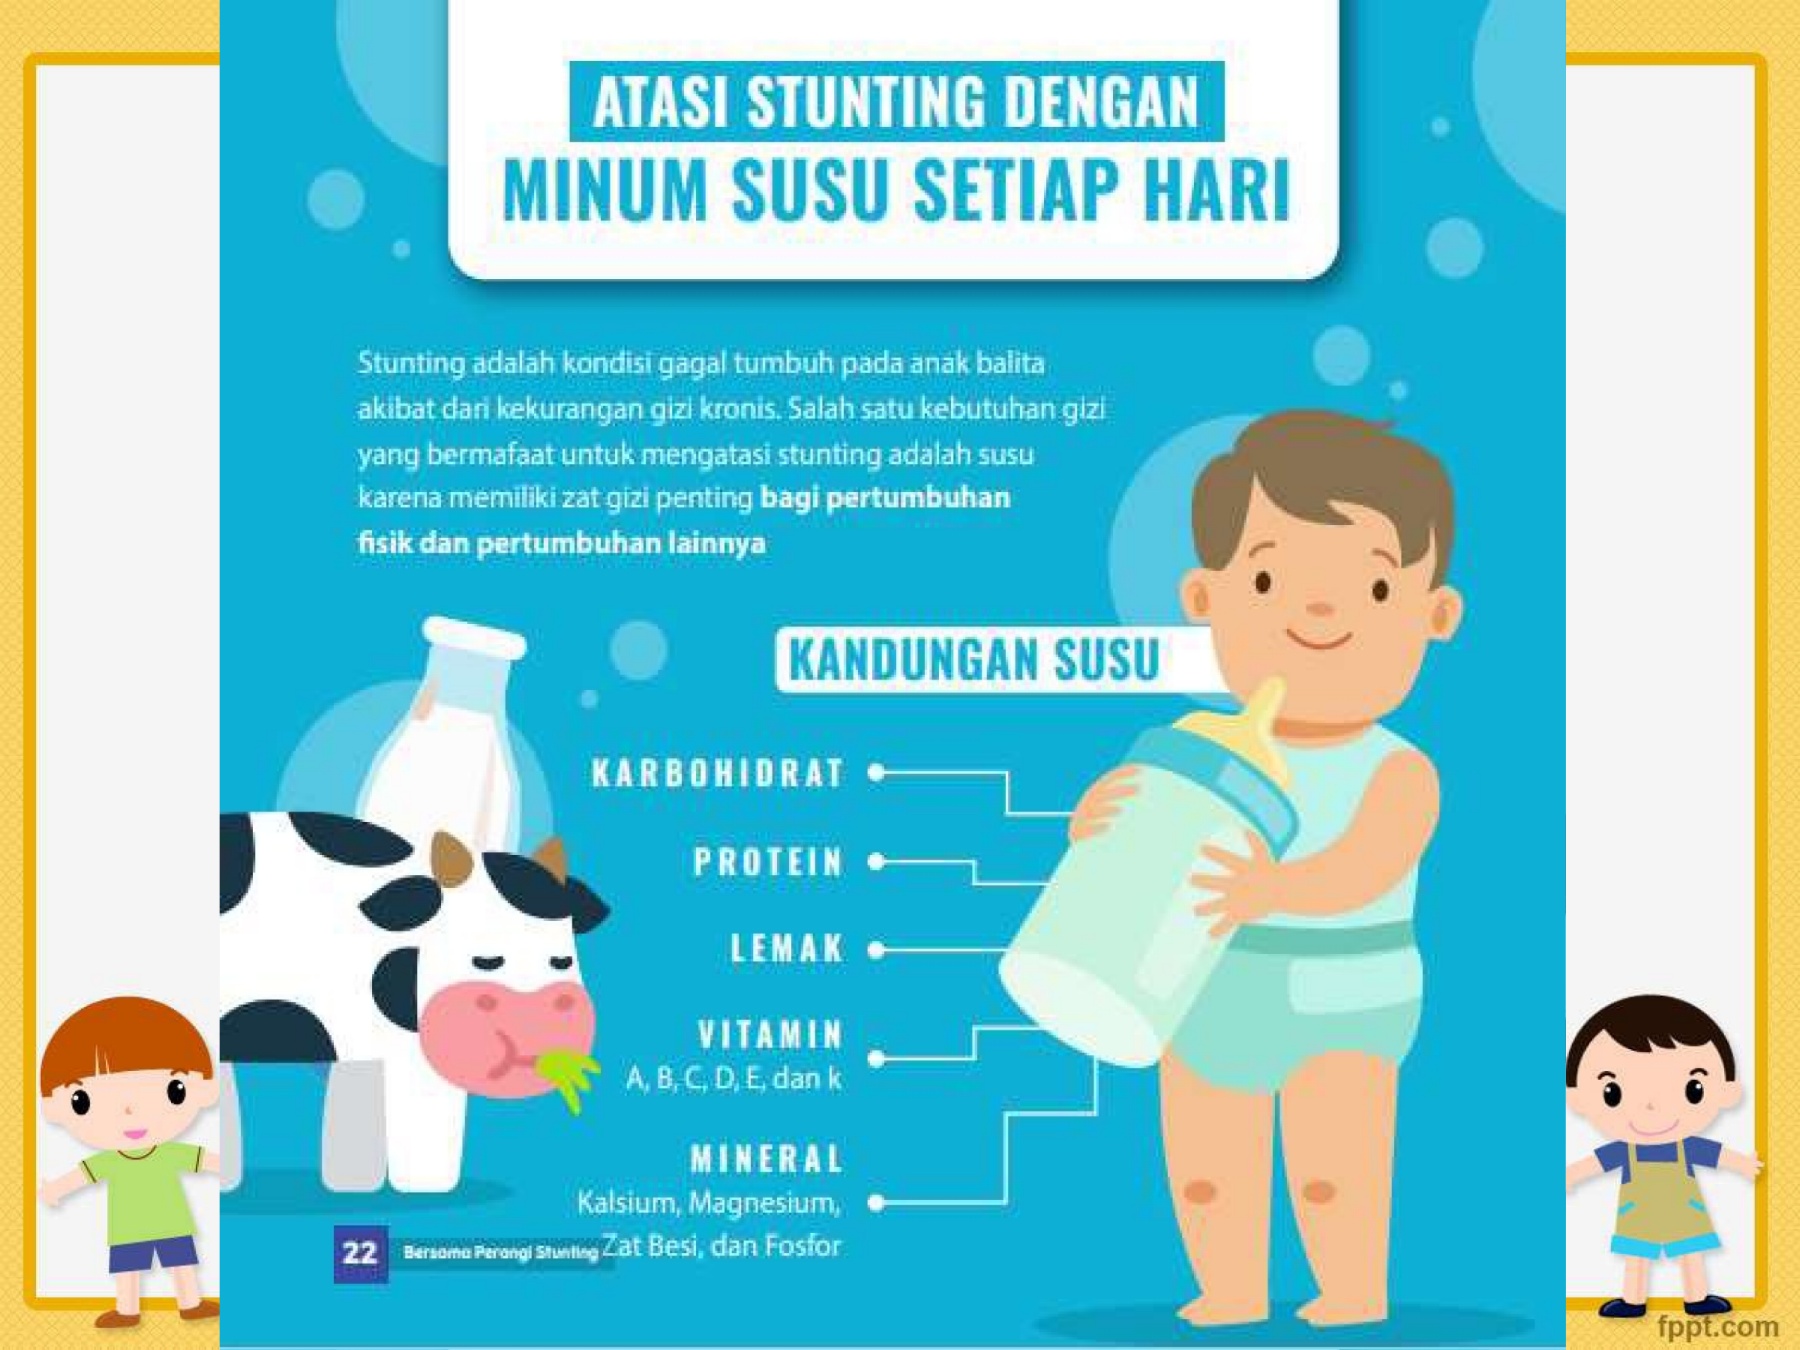 ATASI STUNTING DENGAN
MINUM SUSU SETIAP HARI
Stunting adalah kondisi gagal tumbuh pada anak balita
akibat dari kekurangan gizi kronis. Salah satu kebutuhan gizi
yang bermafaat untuk mengatasi stunting adalah susu
karena memiliki zat gizi penting bagi pertumbuhan
fisik dan pertumbuhan lainnya
KANDUNGAN SUSU
KARBOHIDRAT
PROTEIN
LEMAK
VITAMIN
A, B, C, D, E, dan k
MINERAL
Kalsium, Magnesium,
Zat Besi, dan Fosfor
22 Bersama Perangi Stunting
fppt.com